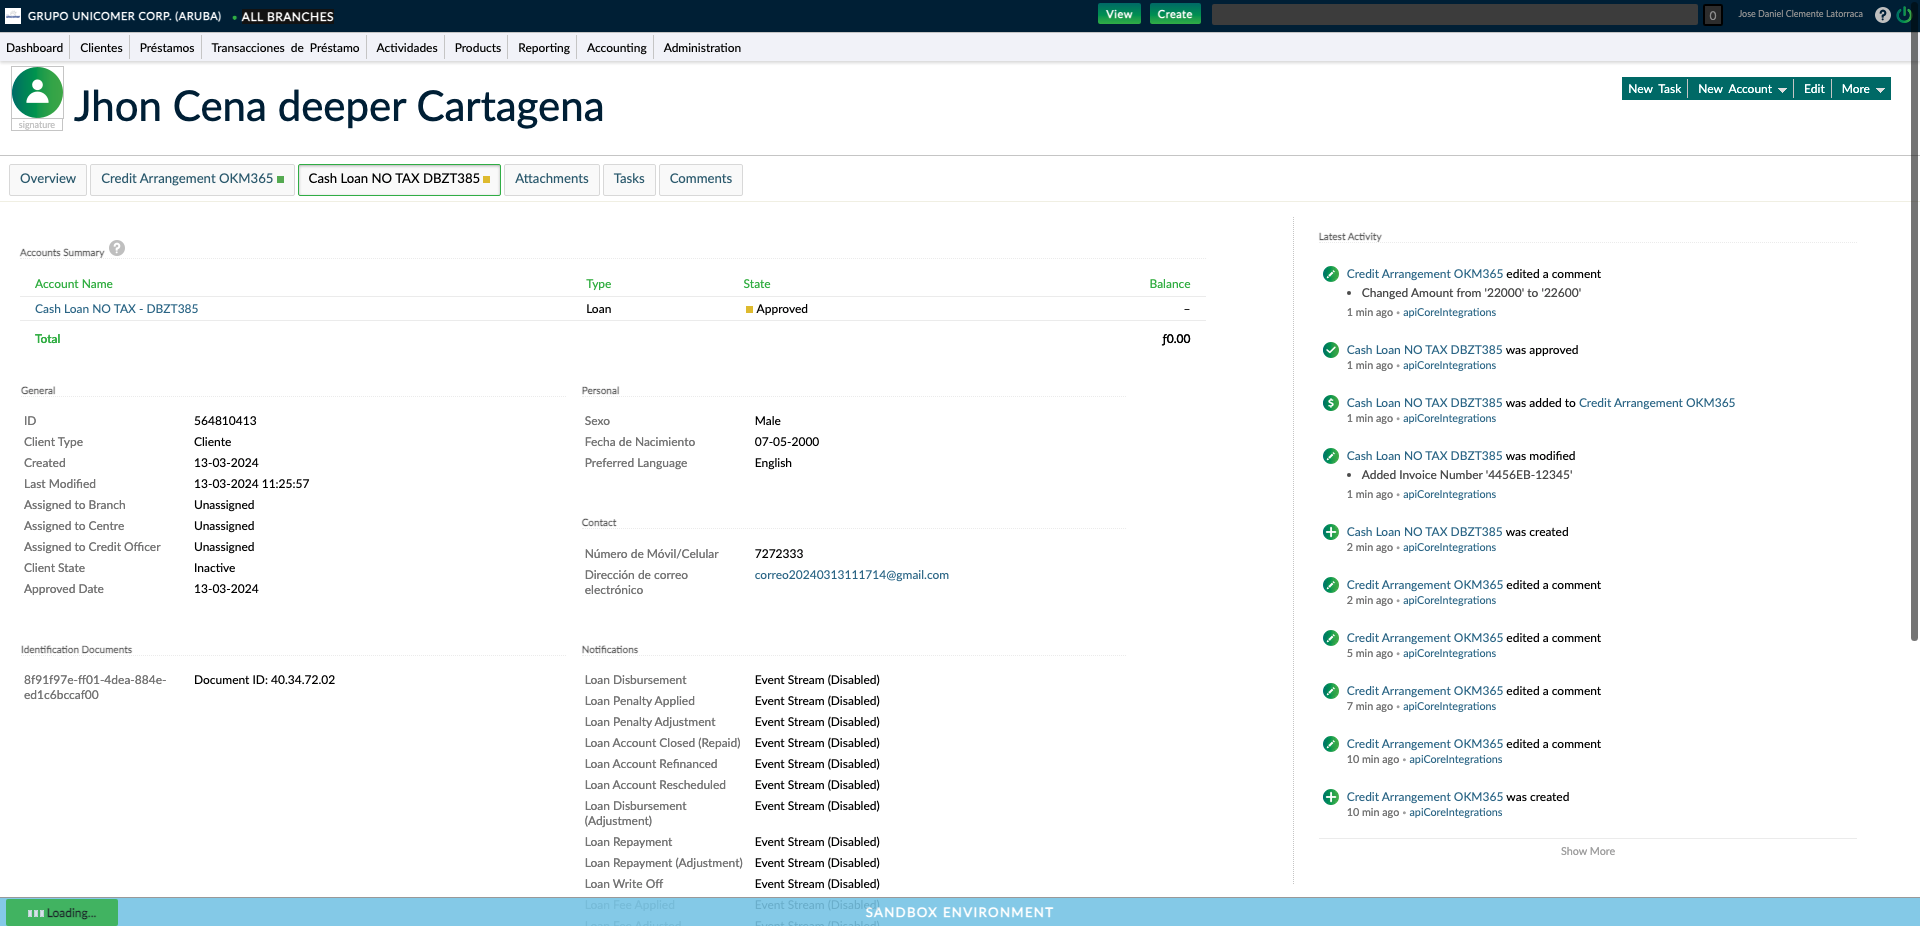 GRUPO UNICOMER CORP. (ARUBA) • ALL BRANCHES
View Create 0 Jose Daniel Clemente Latorraca ?
Dashboard Clientes Préstamos Transacciones de Préstamo Actividades Products Reporting Accounting Administration
signature
Jhon Cena deeper Cartagena
New Task New Account Edit More
Overview Credit Arrangement OKM365 Cash Loan NO TAX DBZT385 Attachments Tasks Comments
Accounts Summary ?
Account Name Type State Balance
Cash Loan NO TAX - DBZT385 Loan Approved –
Total ƒ0.00
General
ID 564810413
Client Type Cliente
Created 13-03-2024
Last Modified 13-03-2024 11:25:57
Assigned to Branch Unassigned
Assigned to Centre Unassigned
Assigned to Credit Officer Unassigned
Client State Inactive
Approved Date 13-03-2024
Identification Documents
8f91f97e-ff01-4dea-884e- Document ID: 40.34.72.02
ed1c6bccaf00
Personal
Sexo Male
Fecha de Nacimiento 07-05-2000
Preferred Language English
Contact
Número de Móvil/Celular 7272333
Dirección de correo correo20240313111714@gmail.com
electrónico
Notifications
Loan Disbursement Event Stream (Disabled)
Loan Penalty Applied Event Stream (Disabled)
Loan Penalty Adjustment Event Stream (Disabled)
Loan Account Closed (Repaid) Event Stream (Disabled)
Loan Account Refinanced Event Stream (Disabled)
Loan Account Rescheduled Event Stream (Disabled)
Loan Disbursement Event Stream (Disabled)
(Adjustment)
Loan Repayment Event Stream (Disabled)
Loan Repayment (Adjustment) Event Stream (Disabled)
Loan Write Off Event Stream (Disabled)
Loan Fee Applied Event Stream (Disabled)
Latest Activity
Credit Arrangement OKM365 edited a comment
• Changed Amount from '22000' to '22600'
1 min ago • apiCoreIntegrations
Cash Loan NO TAX DBZT385 was approved
1 min ago • apiCoreIntegrations
$ Cash Loan NO TAX DBZT385 was added to Credit Arrangement OKM365
1 min ago • apiCoreIntegrations
Cash Loan NO TAX DBZT385 was modified
• Added Invoice Number '4456EB-12345'
1 min ago • apiCoreIntegrations
Cash Loan NO TAX DBZT385 was created
2 min ago • apiCoreIntegrations
Credit Arrangement OKM365 edited a comment
2 min ago • apiCoreIntegrations
Credit Arrangement OKM365 edited a comment
5 min ago • apiCoreIntegrations
Credit Arrangement OKM365 edited a comment
7 min ago • apiCoreIntegrations
Credit Arrangement OKM365 edited a comment
10 min ago • apiCoreIntegrations
Credit Arrangement OKM365 was created
10 min ago • apiCoreIntegrations
Show More
Loading...
SANDBOX ENVIRONMENT